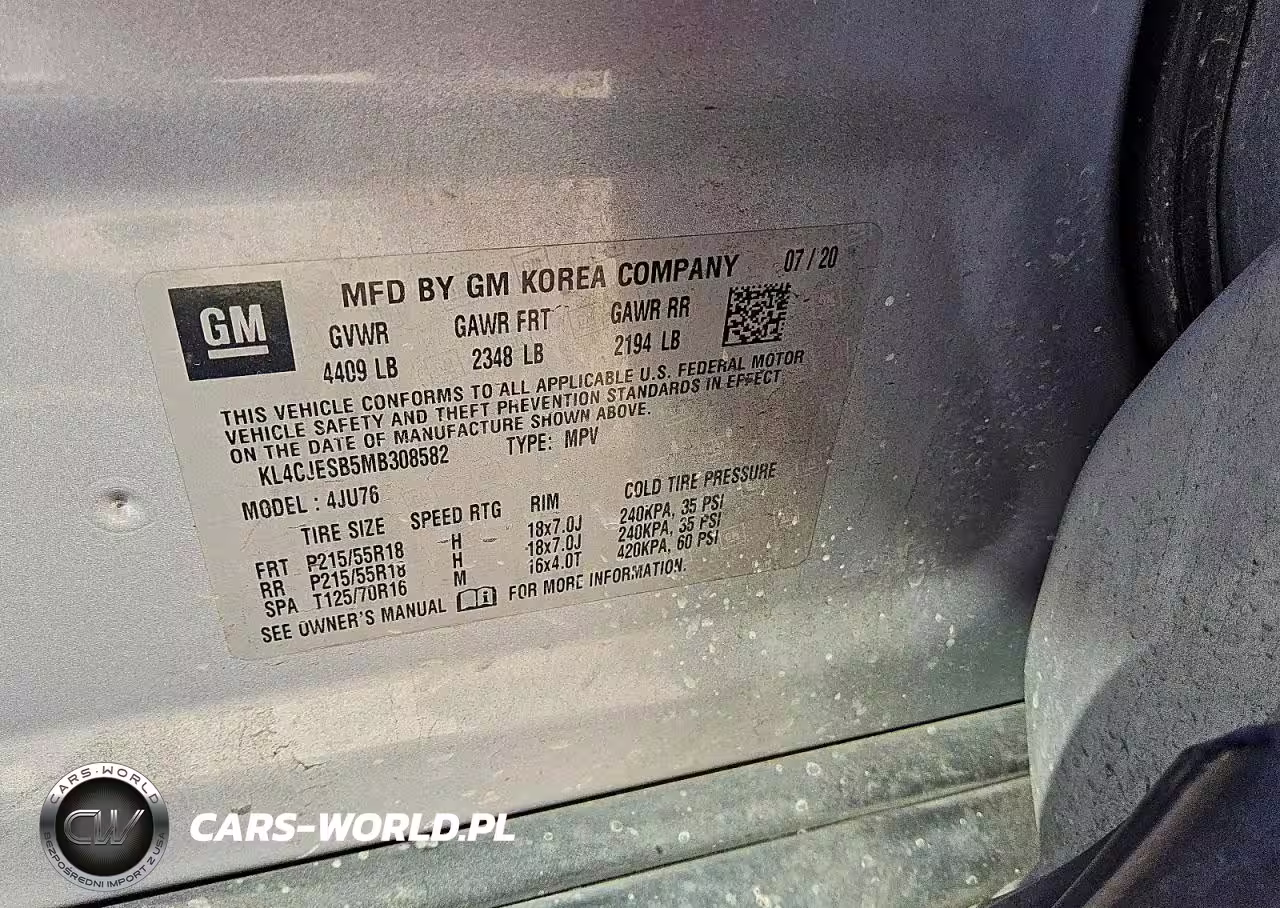 GM
MFD BY GM KOREA COMPANY 07/20
GVWR GAWR FRT GAWR RR
4409 LB 2348 LB 2194 LB
THIS VEHICLE CONFORMS TO ALL APPLICABLE U.S. FEDERAL MOTOR
VEHICLE SAFETY AND THEFT PREVENTION STANDARDS IN EFFECT
ON THE DATE OF MANUFACTURE SHOWN ABOVE.
KL4CJESB5MB308582 TYPE: MPV
MODEL : 4JU76
TIRE SIZE SPEED RTG RIM COLD TIRE PRESSURE
FRT P215/55R18 H 18x7.0J 240KPA, 35 PSI
RR P215/55R18 H 18x7.0J 240KPA, 35 PSI
SPA T125/70R16 M 16x4.0T 420KPA, 60 PSI
SEE OWNER'S MANUAL FOR MORE INFORMATION.
CARS-WORLD
CW
BEZPOŚREDNI IMPORT Z USA
CARS-WORLD.PL